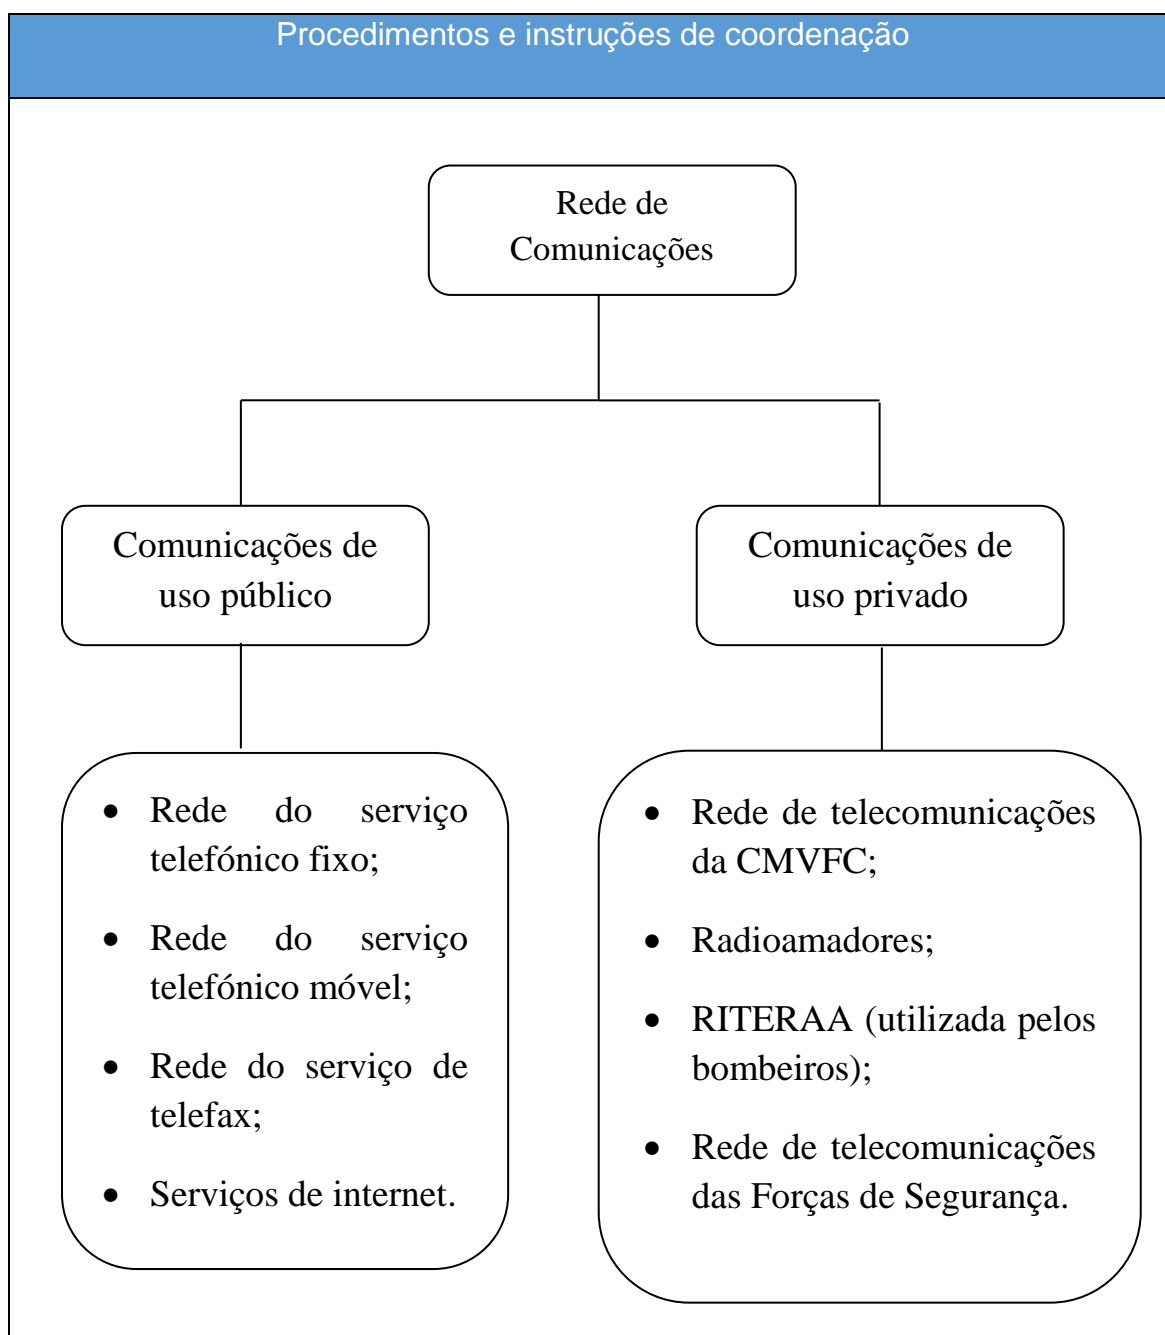 Procedimentos e instruções de coordenação
Rede de
Comunicações
Comunicações de
uso público
Comunicações de
uso privado
• Rede do serviço
telefónico fixo;
• Rede do serviço
telefónico móvel;
• Rede do serviço de
telefax;
• Serviços de internet.
• Rede de telecomunicações
da CMVFC;
• Radioamadores;
• RITERAA (utilizada pelos
bombeiros);
• Rede de telecomunicações
das Forças de Segurança.